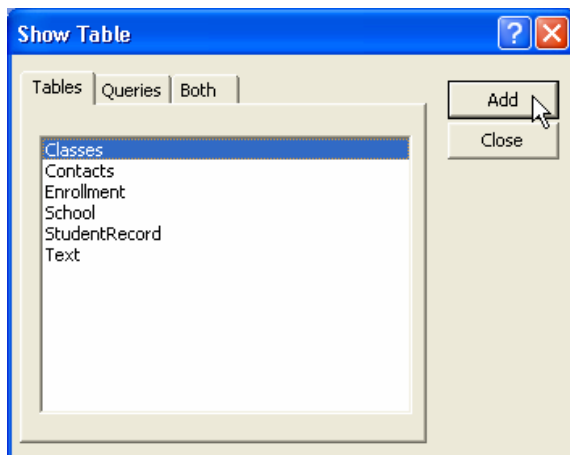 Show Table
Tables Queries Both
Add
Close
Classes
Contacts
Enrollment
School
StudentRecord
Text